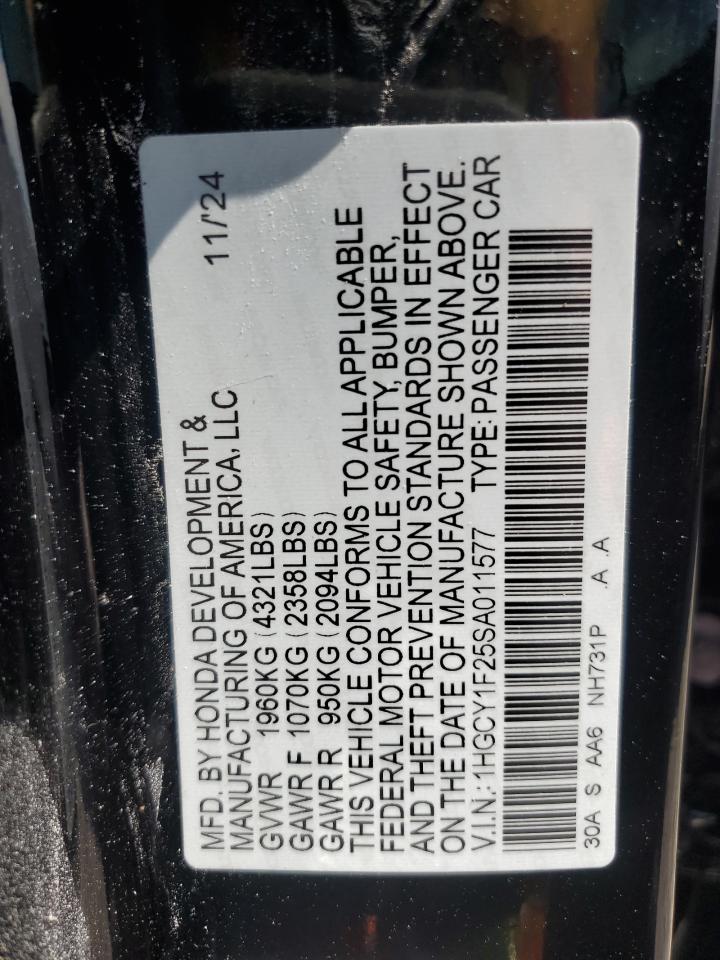 MFD. BY HONDA DEVELOPMENT & 11/'24
MANUFACTURING OF AMERICA, LLC
GVWR 1960KG (4321LBS)
GAWR F 1070KG (2358LBS)
GAWR R 950KG (2094LBS)
THIS VEHICLE CONFORMS TO ALL APPLICABLE
FEDERAL MOTOR VEHICLE SAFETY, BUMPER,
AND THEFT PREVENTION STANDARDS IN EFFECT
ON THE DATE OF MANUFACTURE SHOWN ABOVE.
V.I.N.: 1HGCY1F25SA011577 TYPE: PASSENGER CAR
30A S AA6 NH731P .A .A